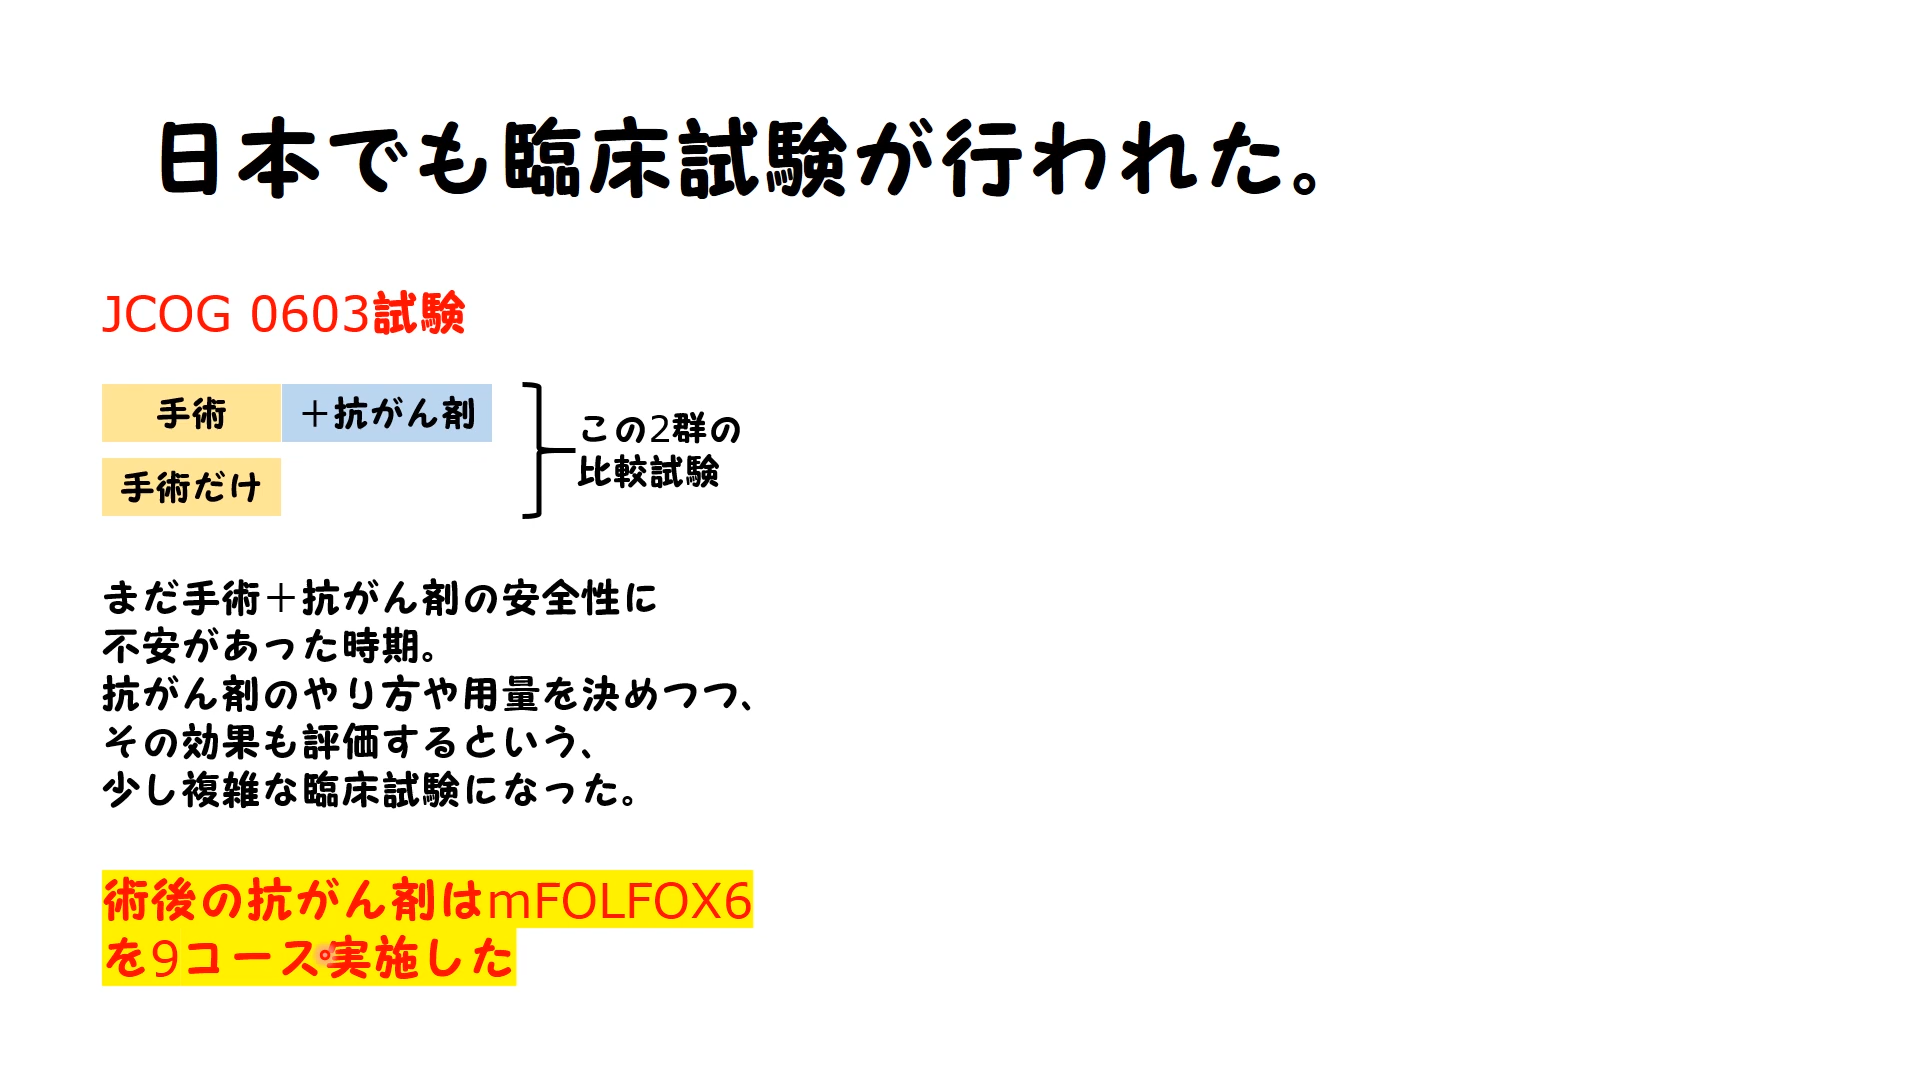 日本でも臨床試験が行われた。
JCOG 0603試験
手術 ＋抗がん剤
手術だけ
この2群の
比較試験
まだ手術＋抗がん剤の安全性に
不安があった時期。
抗がん剤のやり方や用量を決めつつ、
その効果も評価するという、
少し複雑な臨床試験になった。
術後の抗がん剤はmFOLFOX6
を9コース実施した